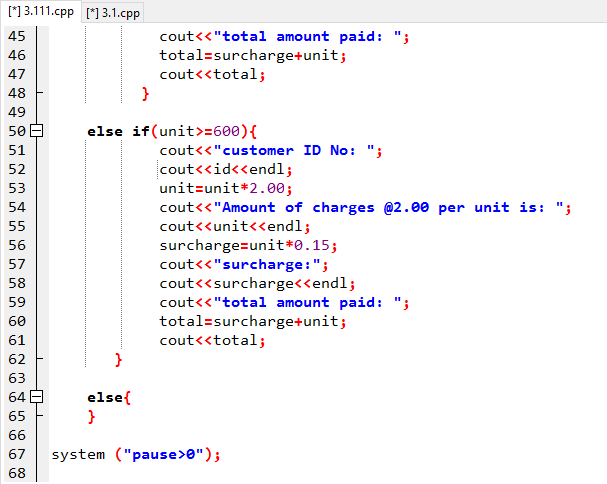 [*] 3.111.cpp [*] 3.1.cpp
45 cout<<"total amount paid: ";
46 total=surcharge+unit;
47 cout<<total;
48 }
49
50 else if(unit>=600){
51 cout<<"customer ID No: ";
52 cout<<id<<endl;
53 unit=unit*2.00;
54 cout<<"Amount of charges @2.00 per unit is: ";
55 cout<<unit<<endl;
56 surcharge=unit*0.15;
57 cout<<"surcharge:";
58 cout<<surcharge<<endl;
59 cout<<"total amount paid: ";
60 total=surcharge+unit;
61 cout<<total;
62 }
63
64 else{
65 }
66
67 system ("pause>0");
68